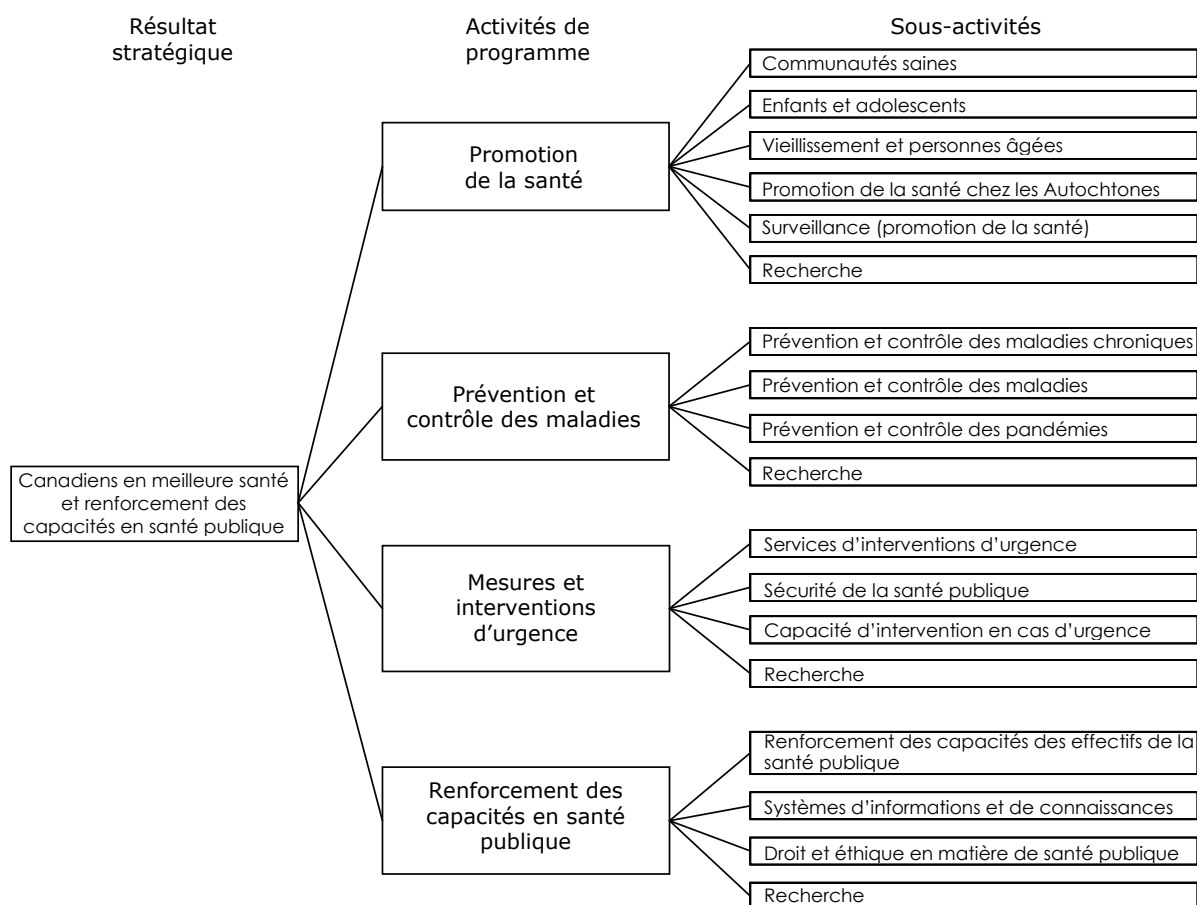 Résultat
stratégique
Activités de
programme
Sous-activités
Communautés saines
Enfants et adolescents
Promotion
de la santé
Vieillissement et personnes âgées
Promotion de la santé chez les Autochtones
Surveillance (promotion de la santé)
Recherche
Prévention et contrôle des maladies chroniques
Prévention et
contrôle des maladies
Prévention et contrôle des maladies
Prévention et contrôle des pandémies
Recherche
Canadiens en meilleure santé
et renforcement des
capacités en santé publique
Services d’interventions d’urgence
Mesures et
interventions
d’urgence
Sécurité de la santé publique
Capacité d’intervention en cas d’urgence
Recherche
Renforcement des capacités des effectifs de la
santé publique
Renforcement des
capacités en santé
publique
Systèmes d’informations et de connaissances
Droit et éthique en matière de santé publique
Recherche